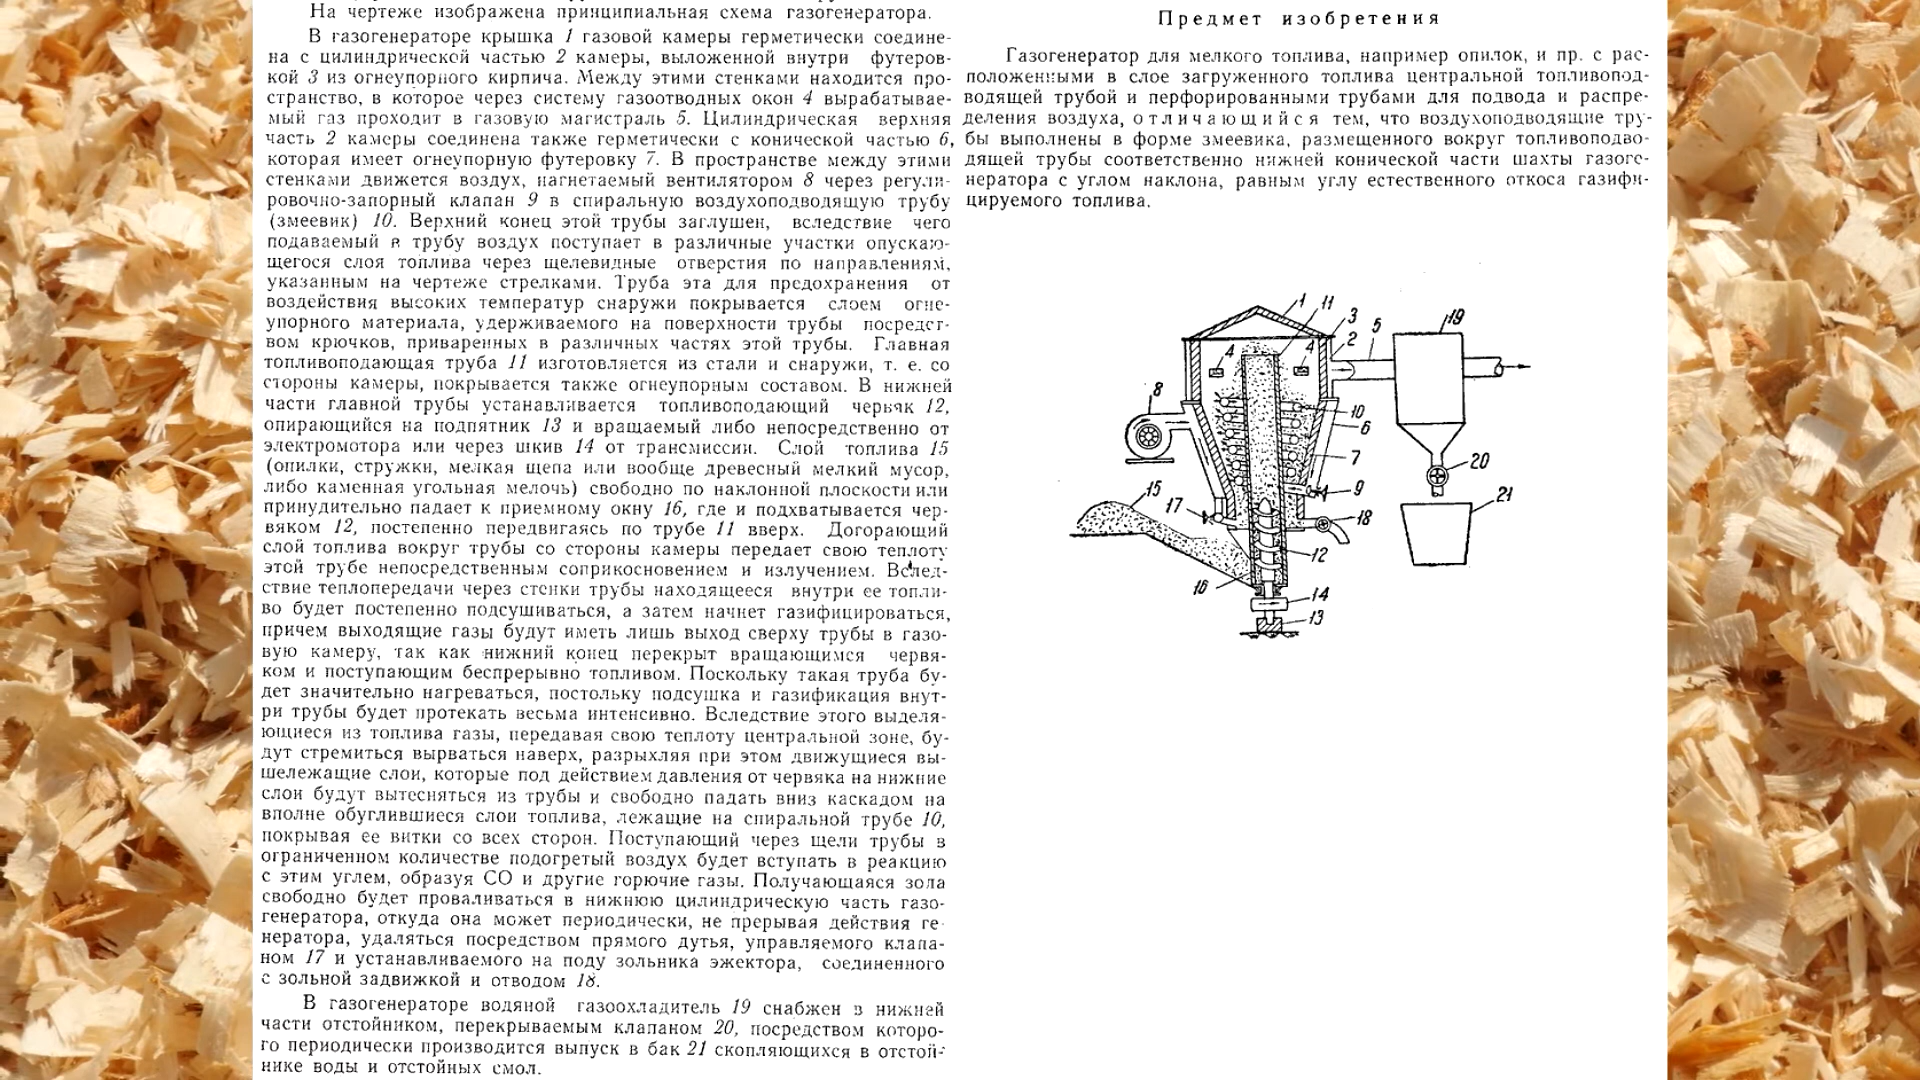 На чертеже изображена принципиальная схема газогенератора.
В газогенераторе крышка 1 газовой камеры герметически соедине-
на с цилиндрической частью 2 камеры, выложенной внутри футеров-
кой 3 из огнеупорного кирпича. Между этими стенками находится про-
странство, в которое через систему газоотводных окон 4 вырабатывае-
мый газ проходит в газовую магистраль 5. Цилиндрическая верхняя
часть 2 камеры соединена также герметически с конической частью 6,
которая имеет огнеупорную футеровку 7. В пространстве между этими
стенками движется воздух, нагнетаемый вентилятором 8 через регули-
ровочно-запорный клапан 9 в спиральную воздухоподводящую трубу
(змеевик) 10. Верхний конец этой трубы заглушен, вследствие чего
подаваемый в трубу воздух поступает в различные участки опускаю-
щегося слоя топлива через щелевидные отверстия по направлениям,
указанным на чертеже стрелками. Труба эта для предохранения от
воздействия высоких температур снаружи покрывается слоем огне-
упорного материала, удерживаемого на поверхности трубы посредст-
вом крючков, приваренных в различных частях этой трубы. Главная
топливоподающая труба 11 изготовляется из стали и снаружи, т. е. со
стороны камеры, покрывается также огнеупорным составом. В нижней
части главной трубы устанавливается топливоподающий червяк 12,
опирающийся на подпятник 13 и вращаемый либо непосредственно от
электромотора или через шкив 14 от трансмиссии. Слой топлива 15
(опилки, стружки, мелкая щепа или вообще древесный мелкий мусор,
либо каменная угольная мелочь) свободно по наклонной плоскости или
принудительно падает к приемному окну 16, где и подхватывается чер-
вяком 12, постепенно передвигаясь по трубе 11 вверх. Догорающий
слой топлива вокруг трубы со стороны камеры передает свою теплоту
этой трубе непосредственным соприкосновением и излучением. Вслед-
ствие теплопередачи через стенки трубы находящееся внутри ее топли-
во будет постепенно подсушиваться, а затем начнет газифицироваться,
причем выходящие газы будут иметь лишь выход сверху трубы в газо-
вую камеру, так как нижний конец перекрыт вращающимся червя-
ком и поступающим беспрерывно топливом. Поскольку такая труба бу-
дет значительно нагреваться, постольку подсушка и газификация внут-
ри трубы будет протекать весьма интенсивно. Вследствие этого выделя-
ющиеся из топлива газы, передавая свою теплоту центральной зоне, бу-
дут стремиться вырваться наверх, разрыхляя при этом движущиеся вы-
шележащие слои, которые под действием давления от червяка на нижние
слои будут вытесняться из трубы и свободно падать вниз каскадом на
вполне обуглившиеся слои топлива, лежащие на спиральной трубе 10,
покрывая ее витки со всех сторон. Поступающий через щели трубы в
ограниченном количестве подогретый воздух будет вступать в реакцию
с этим углем, образуя CO и другие горючие газы. Получающаяся зола
свободно будет проваливаться в нижнюю цилиндрическую часть газо-
генератора, откуда она может периодически, не прерывая действия ге-
нератора, удаляться посредством прямого дутья, управляемого клапа-
ном 17 и устанавливаемого на поду зольника эжектора, соединенного
с зольной задвижкой и отводом 18.
В газогенераторе водяной газоохладитель 19 снабжен в нижней
части отстойником, перекрываемым клапаном 20, посредством которо-
го периодически производится выпуск в бак 21 скопляющихся в отстой-
нике воды и отстойных смол.
Предмет изобретения
Газогенератор для мелкого топлива, например опилок, и пр. с рас-
положенными в слое загруженного топлива центральной топливопод-
водящей трубой и перфорированными трубами для подвода и распре-
деления воздуха, отличающийся тем, что воздухоподводящие тру-
бы выполнены в форме змеевика, размещенного вокруг топливоподво-
дящей трубы соответственно нижней конической части шахты газоге-
нератора с углом наклона, равным углу естественного откоса газифи-
цируемого топлива.
1 11
3
5
19
2
4 4
8
10
6
7
20
9
21
15
17
18
12
16
14
13